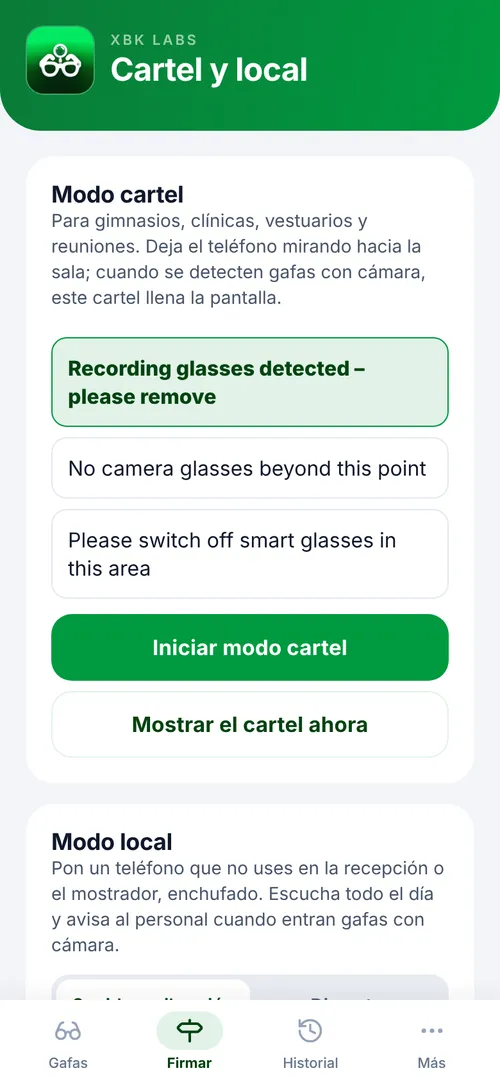 XBK LABS
Cartel y local
Modo cartel
Para gimnasios, clínicas, vestuarios y
reuniones. Deja el teléfono mirando hacia la
sala; cuando se detecten gafas con cámara,
este cartel llena la pantalla.
Recording glasses detected –
please remove
No camera glasses beyond this point
Please switch off smart glasses in
this area
Iniciar modo cartel
Mostrar el cartel ahora
Modo local
Pon un teléfono que no uses en la recepción o
el mostrador, enchufado. Escucha todo el día
y avisa al personal cuando entran gafas con
cámara.
Gafas
Firmar
Historial
Más